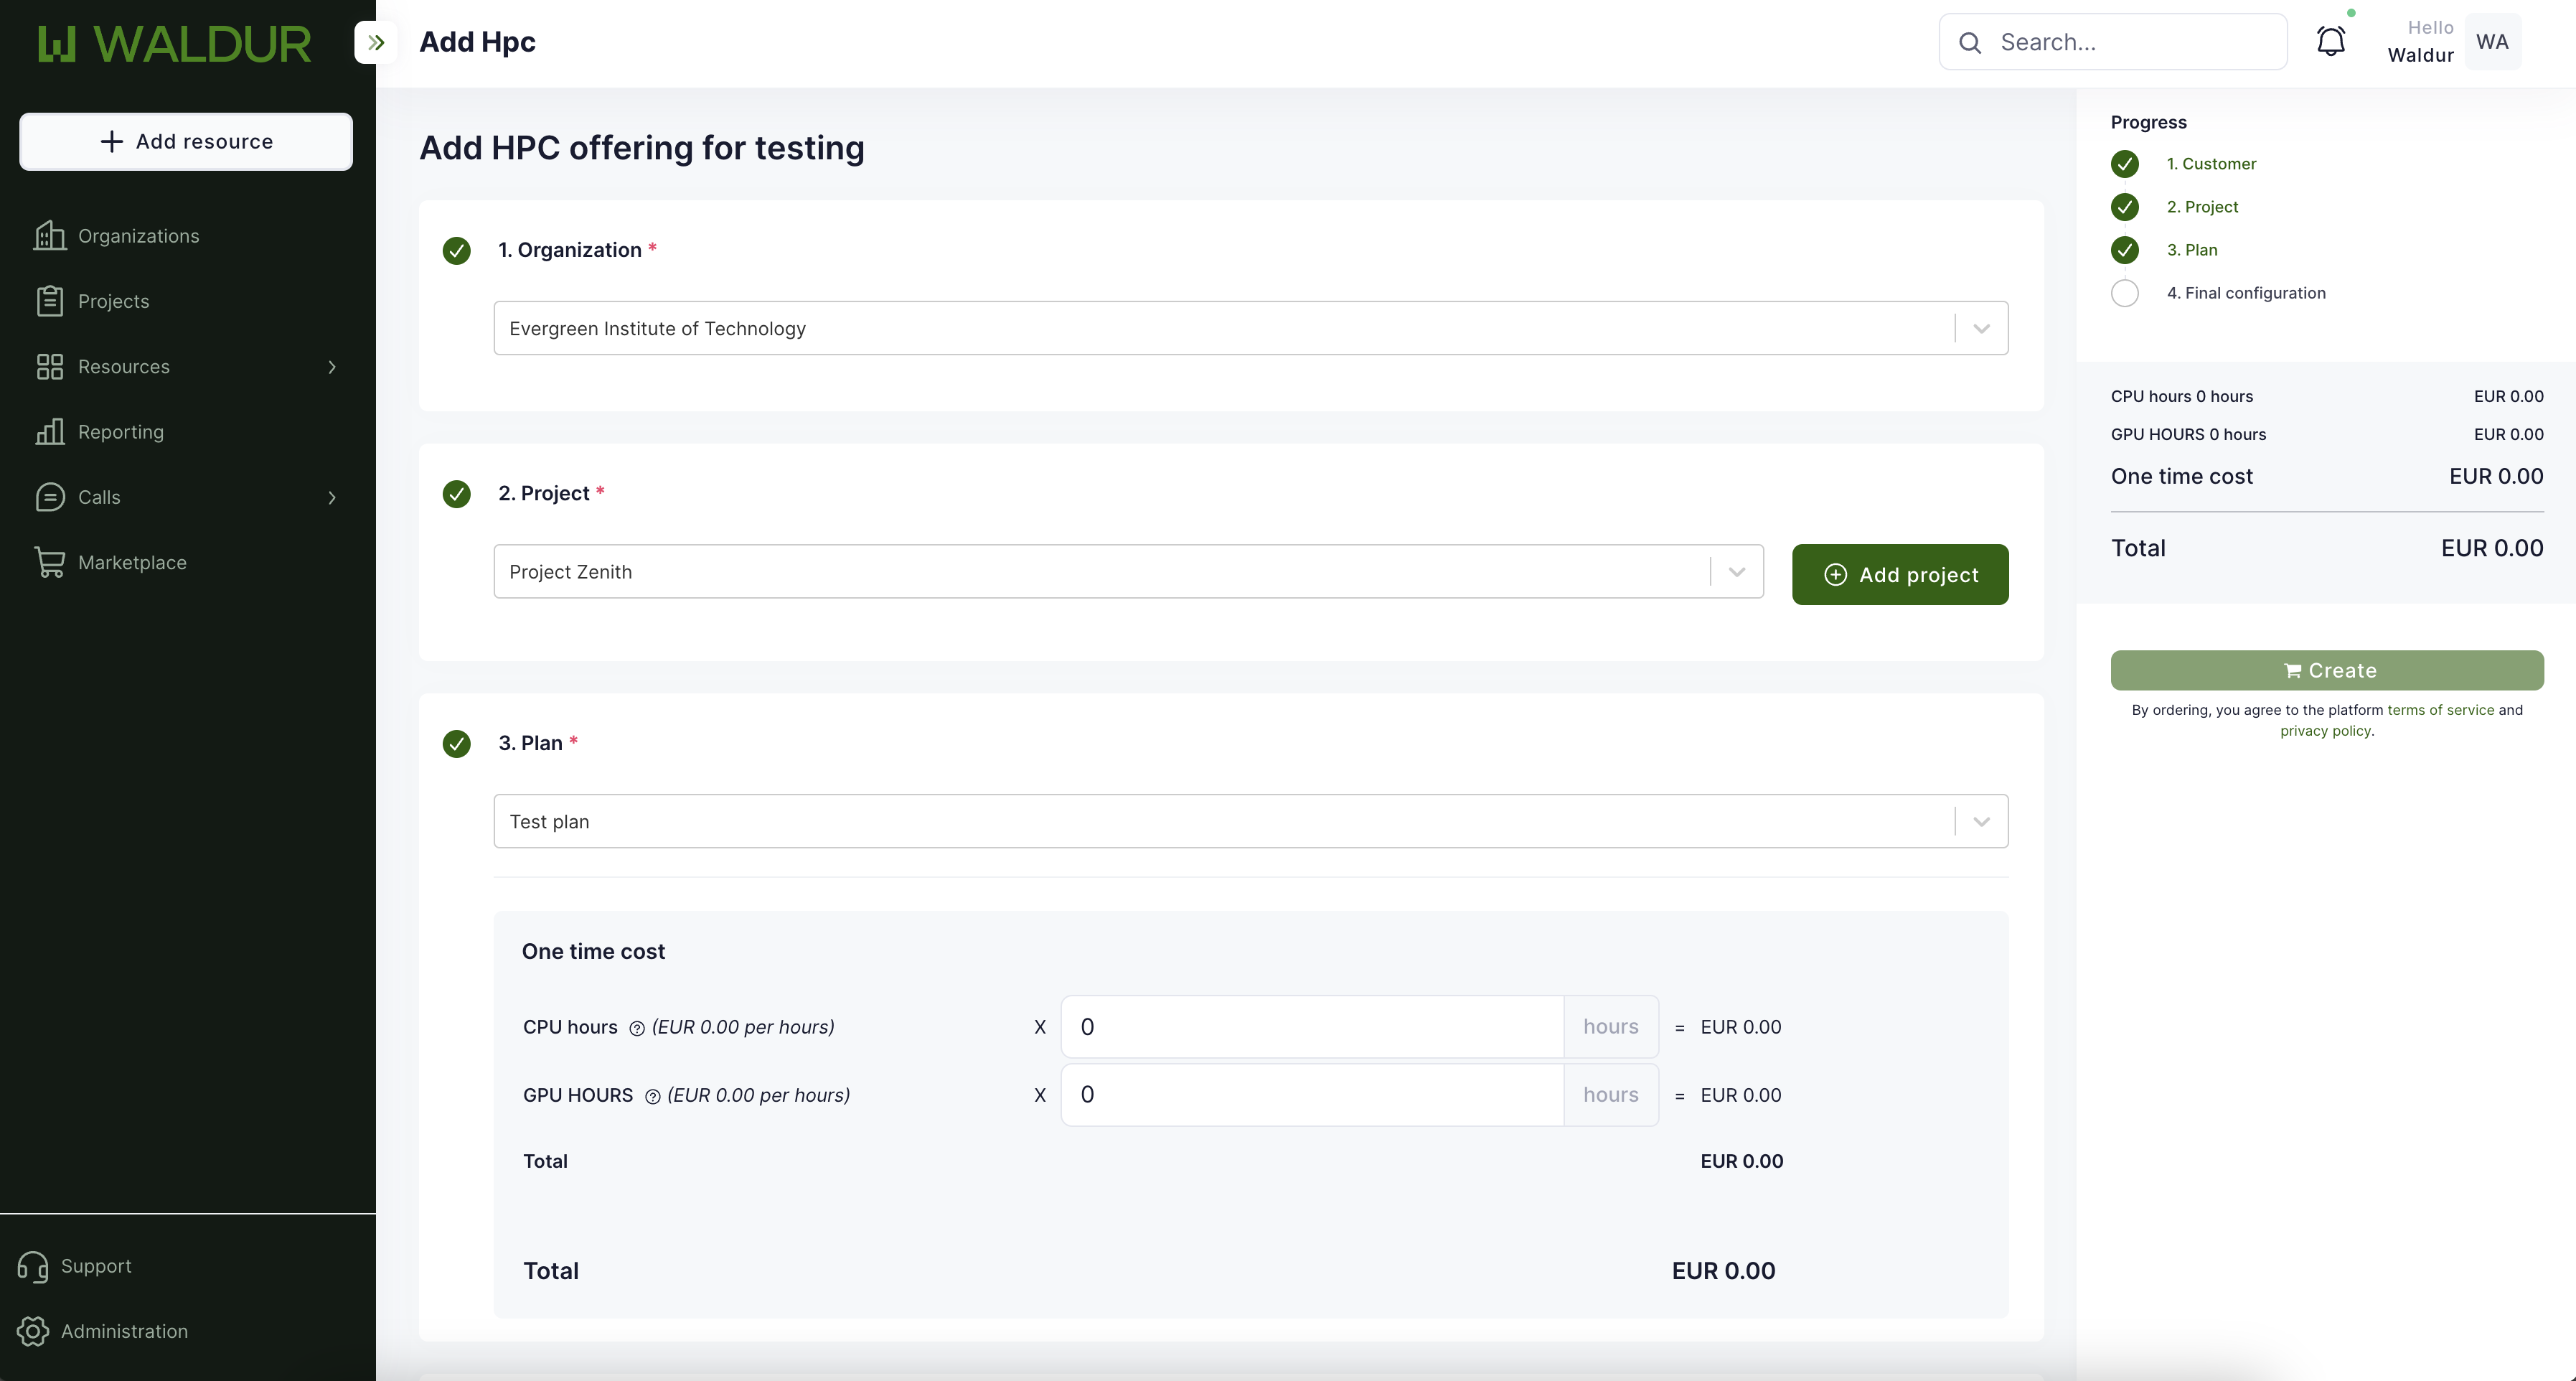 WALDUR
Add resource
Organizations
Projects
Resources
Reporting
Calls
Marketplace
Support
Administration
Add Hpc
Search...
Hello
Waldur
WA
Add HPC offering for testing
1. Organization *
Evergreen Institute of Technology
2. Project *
Project Zenith
Add project
3. Plan *
Test plan
One time cost
CPU hours (EUR 0.00 per hours) X 0 hours = EUR 0.00
GPU HOURS (EUR 0.00 per hours) X 0 hours = EUR 0.00
Total EUR 0.00
Total EUR 0.00
Progress
1. Customer
2. Project
3. Plan
4. Final configuration
CPU hours 0 hours EUR 0.00
GPU HOURS 0 hours EUR 0.00
One time cost EUR 0.00
Total EUR 0.00
Create
By ordering, you agree to the platform terms of service and
privacy policy.